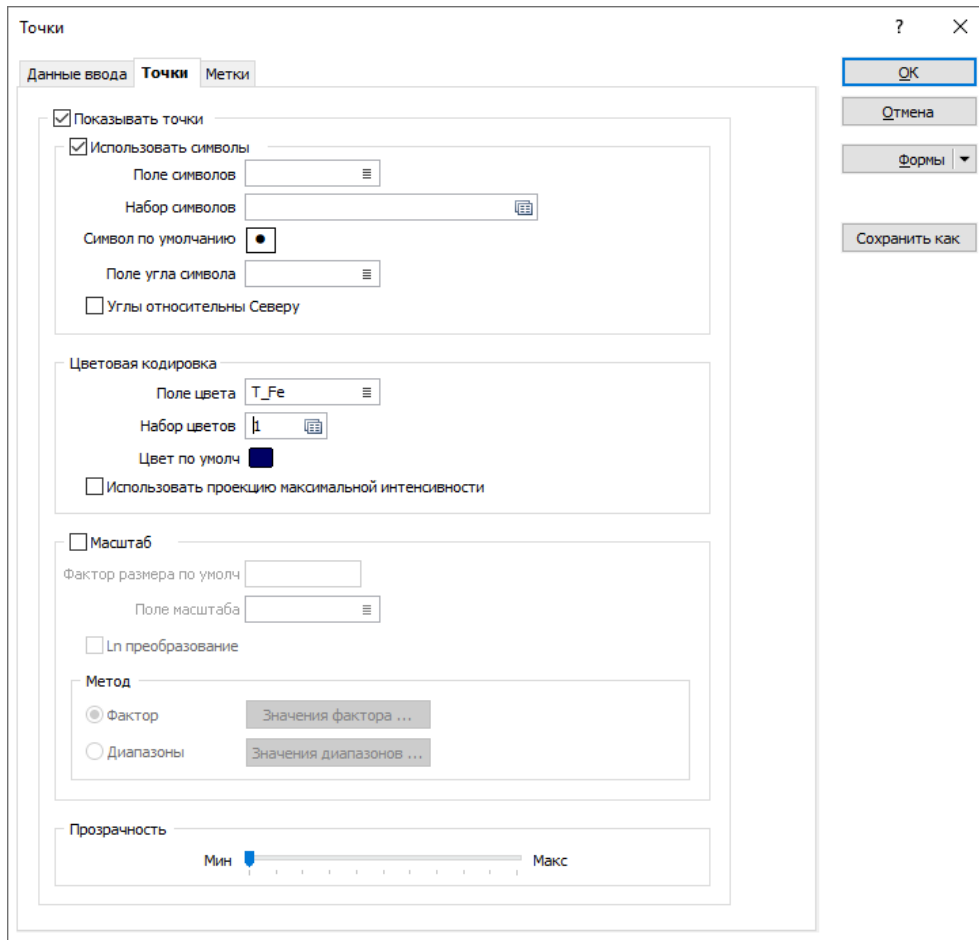 Точки
?
Данные ввода Точки Метки
OK
Отмена
Формы
Сохранить как
Показывать точки
Использовать символы
Поле символов
Набор символов
Символ по умолчанию
Поле угла символа
Углы относительны Северу
Цветовая кодировка
Поле цвета T_Fe
Набор цветов 1
Цвет по умолч
Использовать проекцию максимальной интенсивности
Масштаб
Фактор размера по умолч
Поле масштаба
Ln преобразование
Метод
Фактор Значения фактора ...
Диапазоны Значения диапазонов ...
Прозрачность
Мин Макс